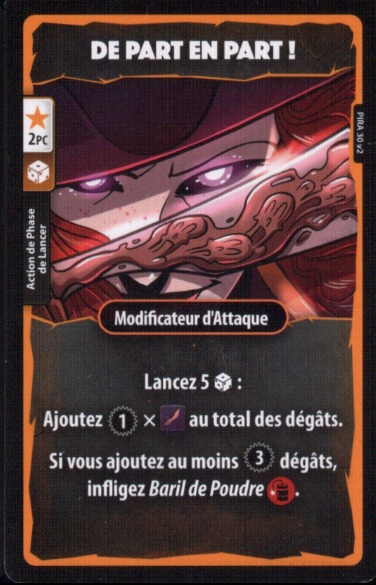 DE PART EN PART !
2PC
PIRA 30 v2
Action de Phase
de Lancer
Modificateur d'Attaque
Lancez 5 :
Ajoutez 1 × au total des dégâts.
Si vous ajoutez au moins 3 dégâts,
infligez Baril de Poudre .